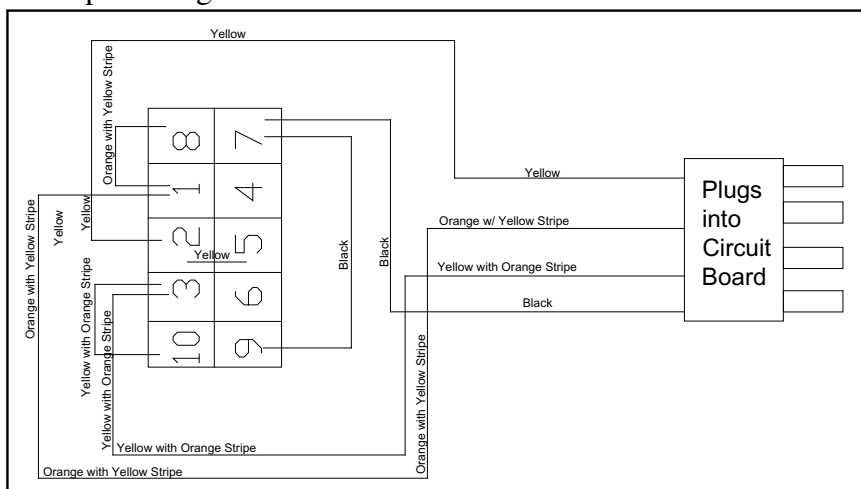 Yellow
Orange with Yellow Stripe
8
7
1
4
2
5
3
6
10
9
Yellow
Yellow
Yellow
Orange with Yellow Stripe
Yellow with Orange Stripe
Yellow with Orange Stripe
Black
Black
Yellow
Orange w/ Yellow Stripe
Yellow with Orange Stripe
Black
Plugs
into
Circuit
Board
Orange with Yellow Stripe
Yellow with Orange Stripe
Orange with Yellow Stripe